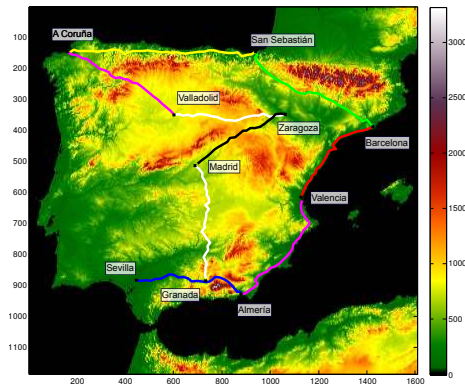 A Coruña
San Sebastián
Valladolid
Zaragoza
Barcelona
Madrid
Valencia
Sevilla
Granada
Almería
100
200
300
400
500
600
700
800
900
1000
1100
200
400
600
800
1000
1200
1400
1600
3000
2500
2000
1500
1000
500
0